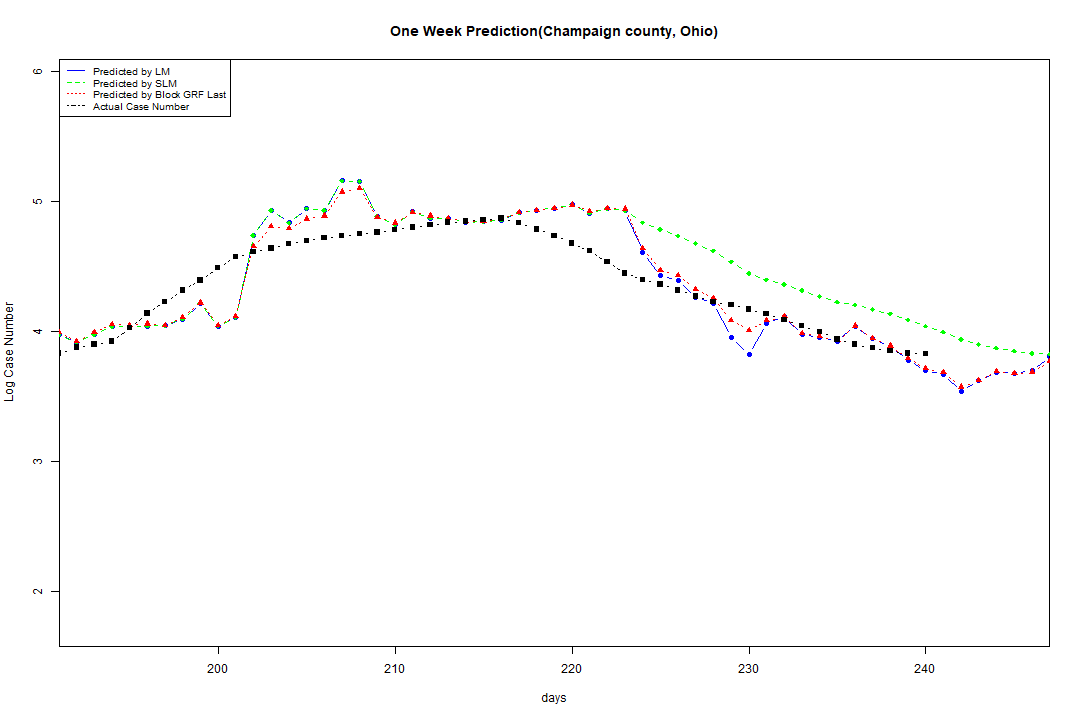 One Week Prediction(Champaign county, Ohio)
Predicted by LM
Predicted by SLM
Predicted by Block GRF Last
Actual Case Number
6
5
4
3
2
Log Case Number
200 210 220 230 240
days